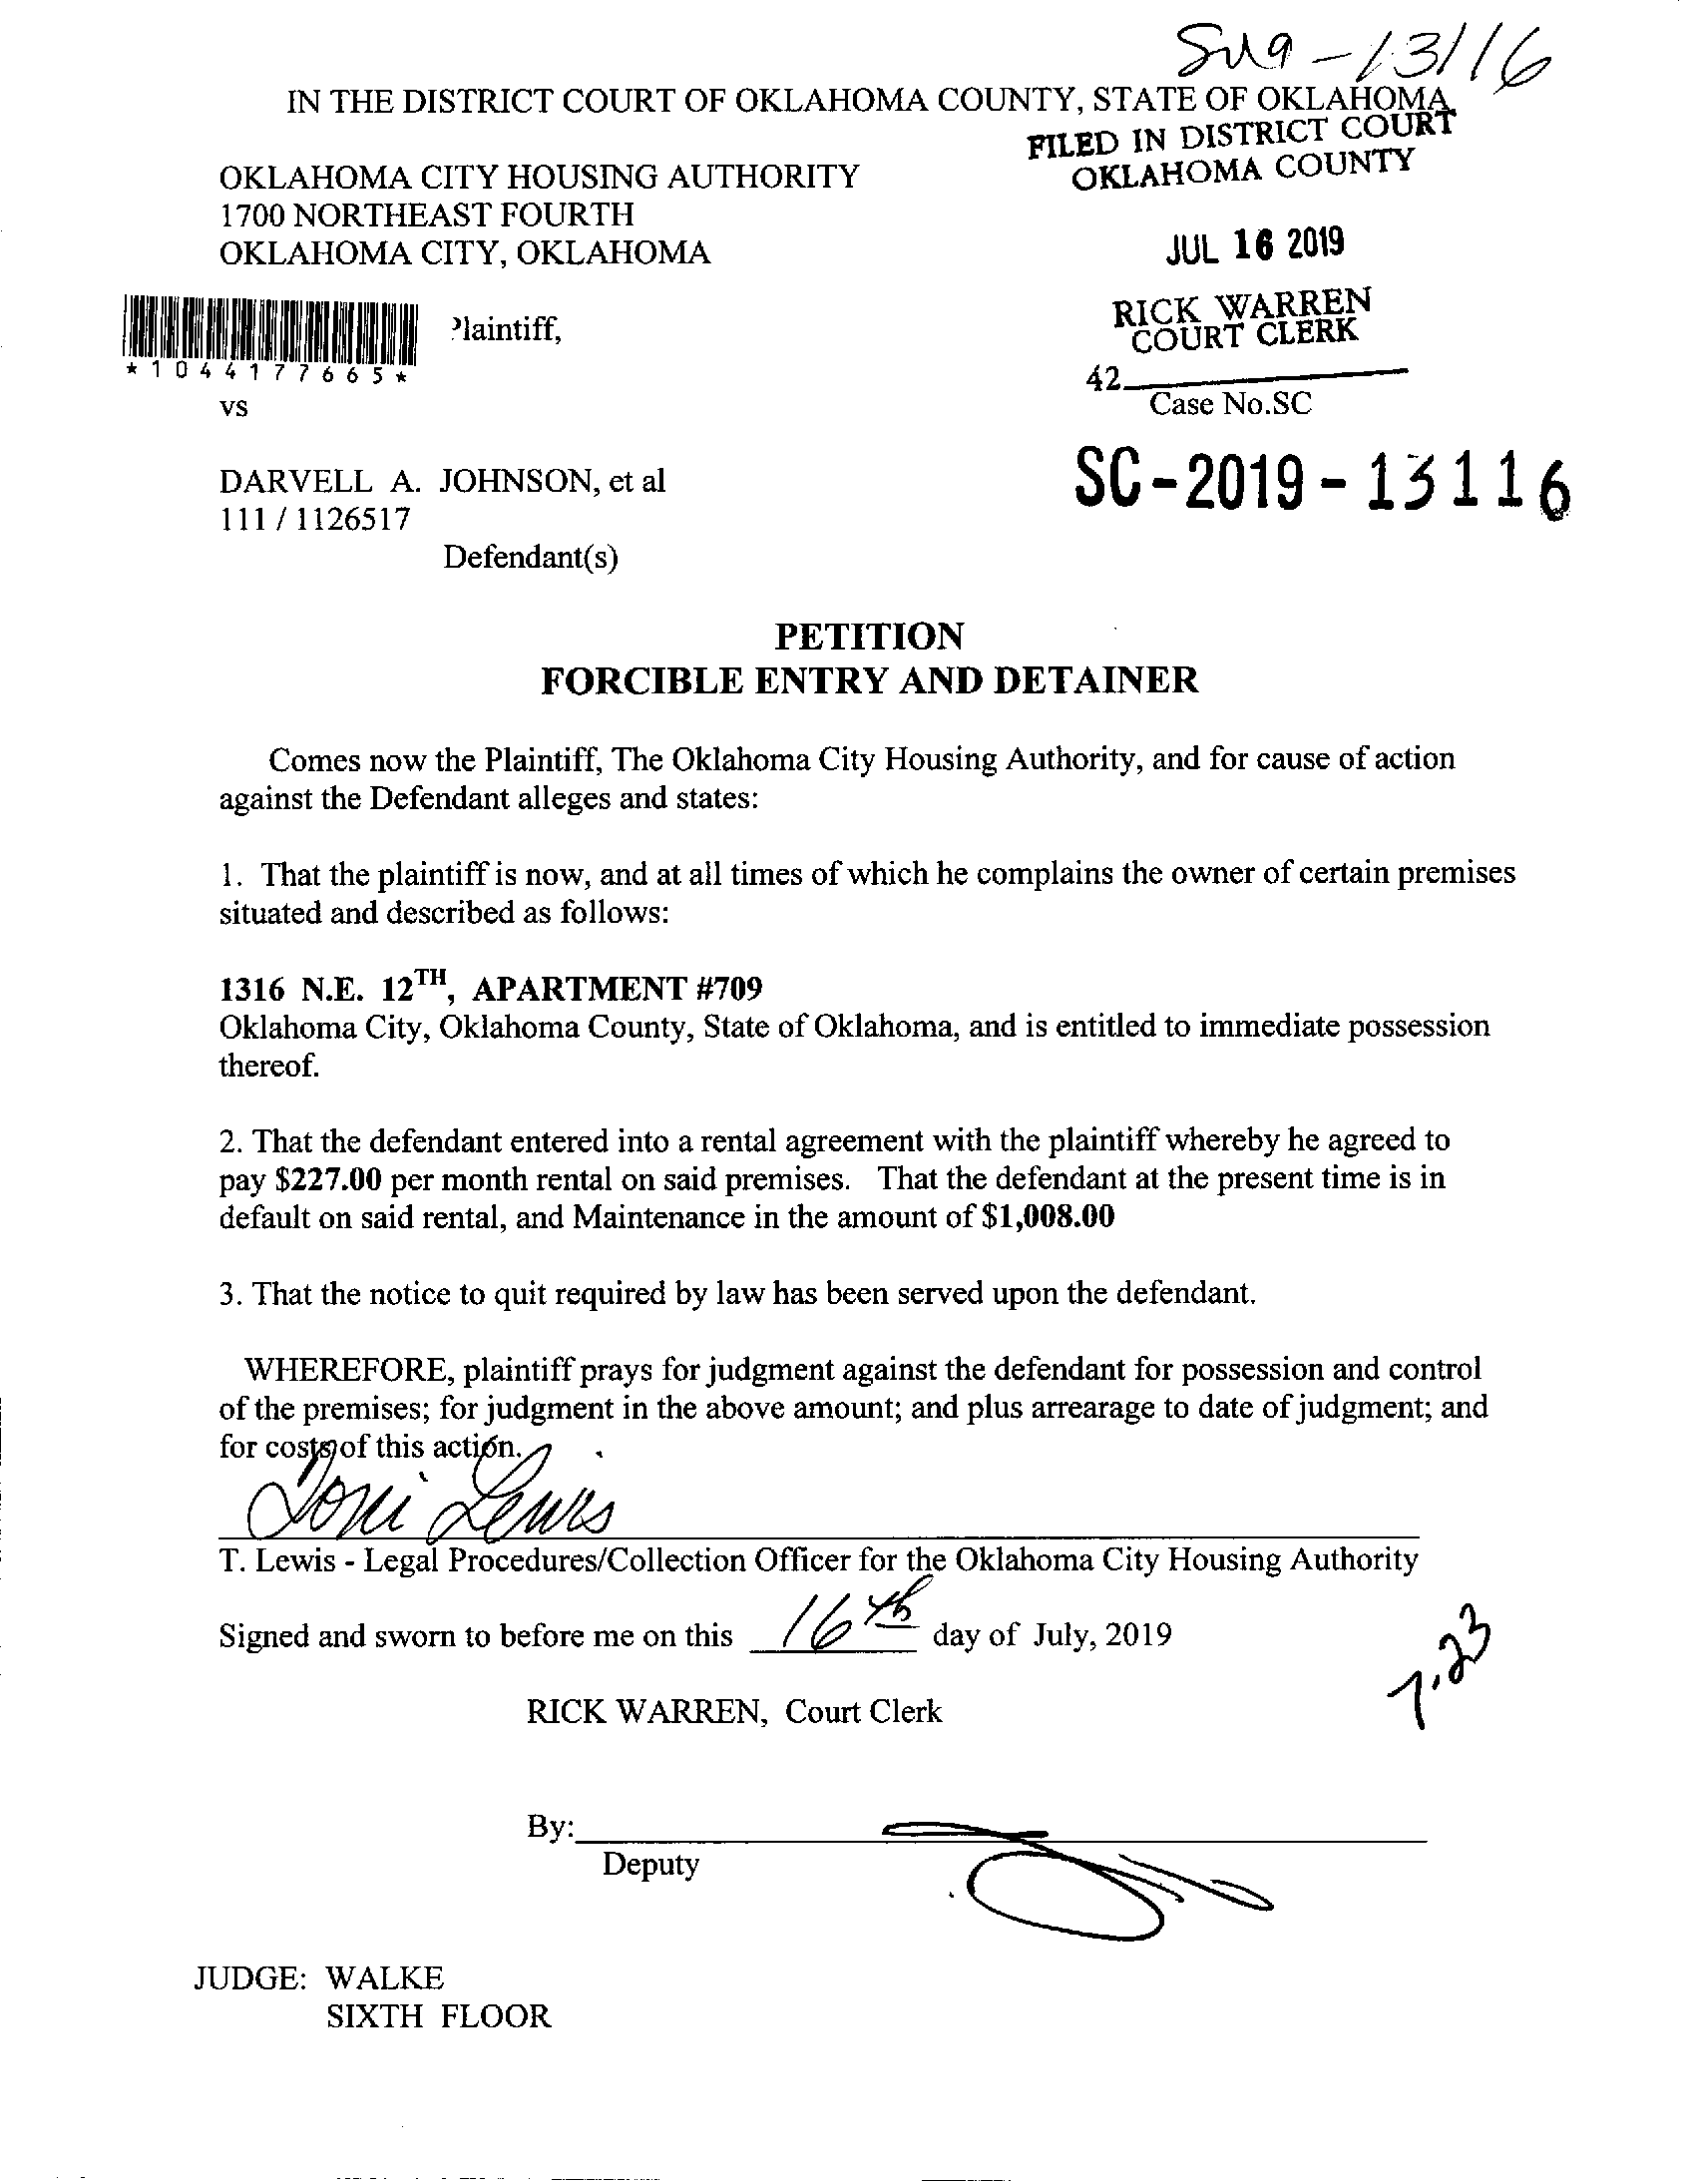 -13116
IN THE DISTRICT COURT OF OKLAHOMA COUNTY, STATE OF OKLAHOMA
FILED IN DISTRICT COURT
OKLAHOMA COUNTY
OKLAHOMA CITY HOUSING AUTHORITY
1700 NORTHEAST FOURTH
OKLAHOMA CITY, OKLAHOMA
JUL 16 2019
RICK WARREN
COURT CLERK
laintiff,
*1044177665*
42
vs
Case No.SC
SC-2019-13116
DARVELL A. JOHNSON, et al
111 / 1126517
Defendant(s)
PETITION
FORCIBLE ENTRY AND DETAINER
Comes now the Plaintiff, The Oklahoma City Housing Authority, and for cause of action
against the Defendant alleges and states:
1. That the plaintiff is now, and at all times of which he complains the owner of certain premises
situated and described as follows:
1316 N.E. 12TH, APARTMENT #709
Oklahoma City, Oklahoma County, State of Oklahoma, and is entitled to immediate possession
thereof.
2. That the defendant entered into a rental agreement with the plaintiff whereby he agreed to
pay $227.00 per month rental on said premises. That the defendant at the present time is in
default on said rental, and Maintenance in the amount of $1,008.00
3. That the notice to quit required by law has been served upon the defendant.
WHEREFORE, plaintiff prays for judgment against the defendant for possession and control
of the premises; for judgment in the above amount; and plus arrearage to date of judgment; and
for costs of this action.
Toni Lewis
T. Lewis - Legal Procedures/Collection Officer for the Oklahoma City Housing Authority
Signed and sworn to before me on this 16th day of July, 2019
7.23
RICK WARREN, Court Clerk
By:
Deputy
JUDGE: WALKE
SIXTH FLOOR